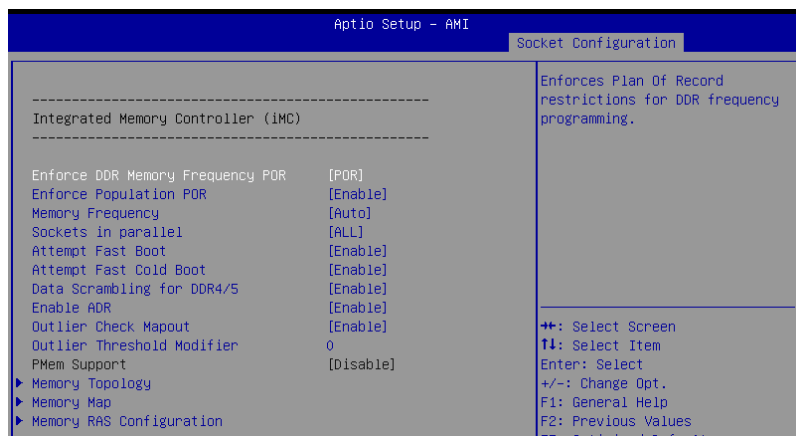 Aptio Setup - AMI
Socket Configuration
------------------------------------------------
Integrated Memory Controller (iMC)
------------------------------------------------
Enforce DDR Memory Frequency POR [POR]
Enforce Population POR [Enable]
Memory Frequency [Auto]
Sockets in parallel [ALL]
Attempt Fast Boot [Enable]
Attempt Fast Cold Boot [Enable]
Data Scrambling for DDR4/5 [Enable]
Enable ADR [Enable]
Outlier Check Mapout [Enable]
Outlier Threshold Modifier 0
PMem Support [Disable]
Memory Topology
Memory Map
Memory RAS Configuration
Enforces Plan Of Record
restrictions for DDR frequency
programming.
→←: Select Screen
↑↓: Select Item
Enter: Select
+/-: Change Opt.
F1: General Help
F2: Previous Values